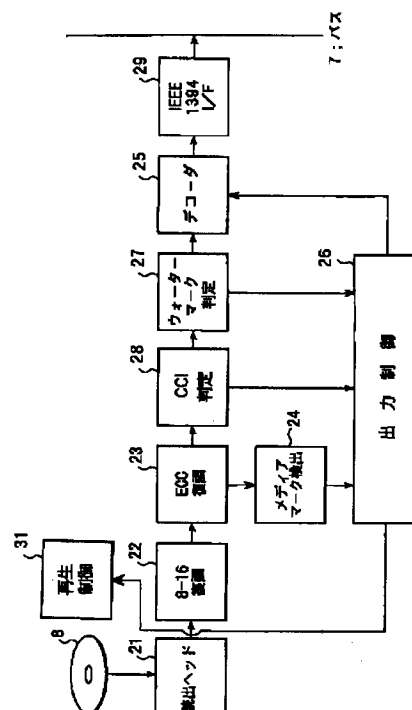 8
31
再生
制御
21
読出ヘッド
22
8-16
復調
23
ECC
復調
24
メディア
マーク検出
28
CCI
判定
27
ウォーター
マーク
判定
25
デコーダ
29
IEEE
1394
I/F
26
出力制御
7;バス